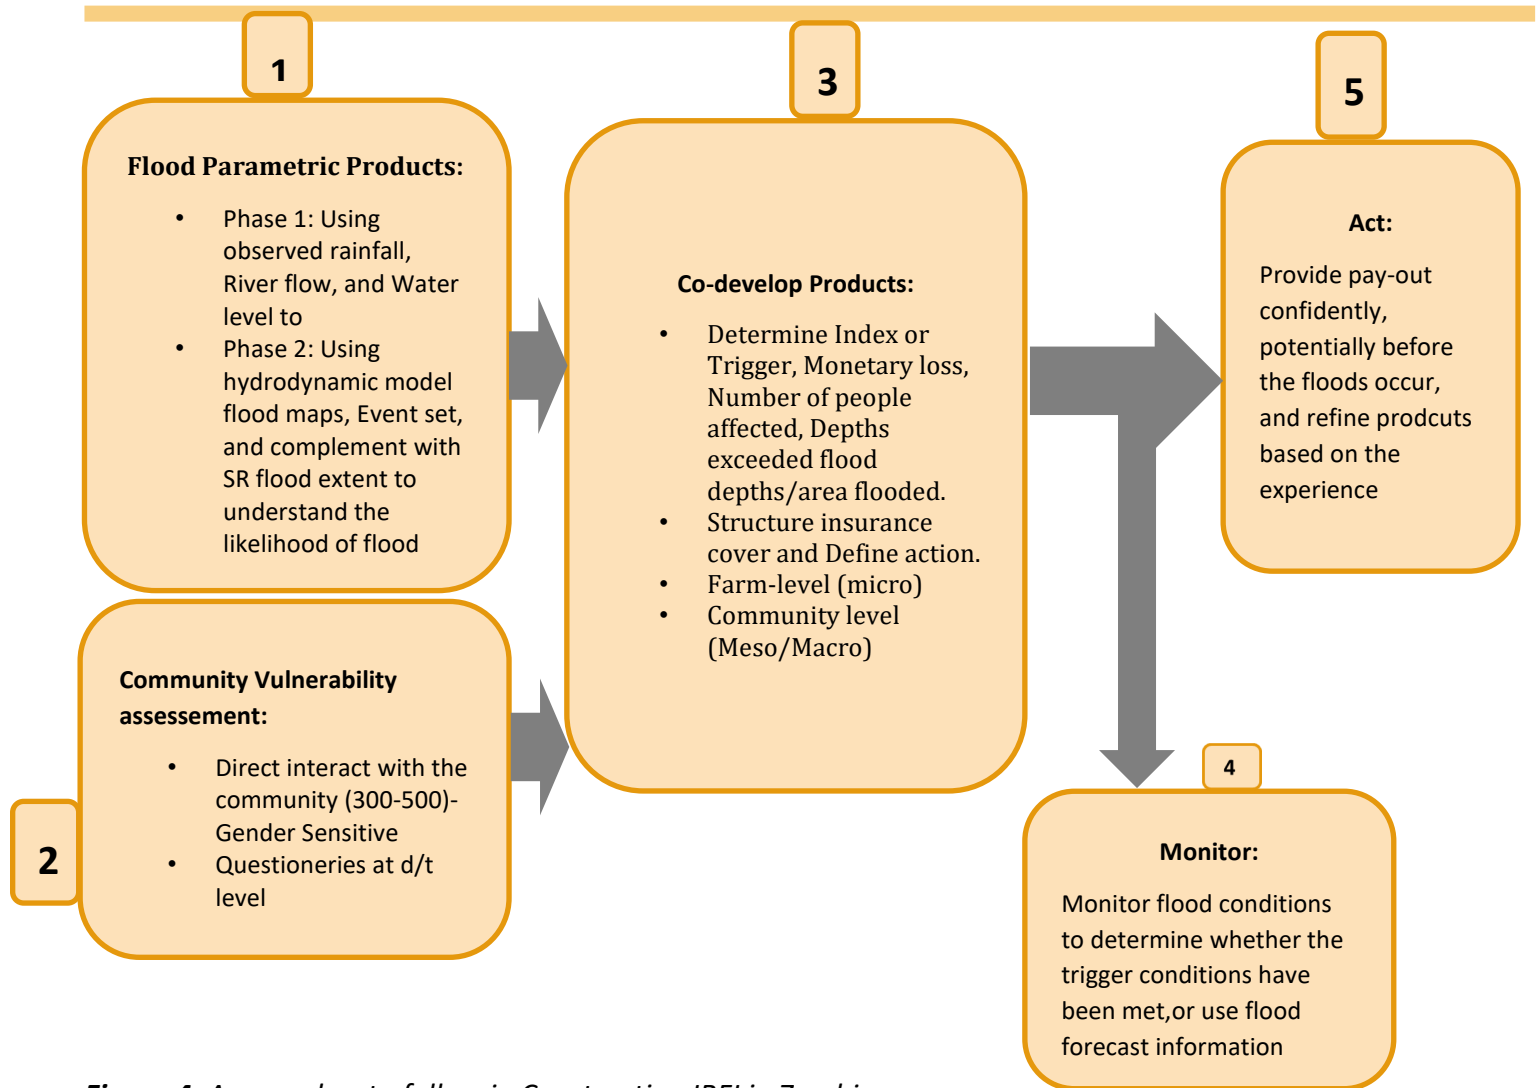 1
Flood Parametric Products:
• Phase 1: Using
observed rainfall,
River flow, and Water
level to
• Phase 2: Using
hydrodynamic model
flood maps, Event set,
and complement with
SR flood extent to
understand the
likelihood of flood
2
Community Vulnerability
assessement:
• Direct interact with the
community (300-500)-
Gender Sensitive
• Questioneries at d/t
level
3
Co-develop Products:
• Determine Index or
Trigger, Monetary loss,
Number of people
affected, Depths
exceeded flood
depths/area flooded.
• Structure insurance
cover and Define action.
• Farm-level (micro)
• Community level
(Meso/Macro)
4
Monitor:
Monitor flood conditions
to determine whether the
trigger conditions have
been met,or use flood
forecast information
5
Act:
Provide pay-out
confidently,
potentially before
the floods occur,
and refine prodcuts
based on the
experience